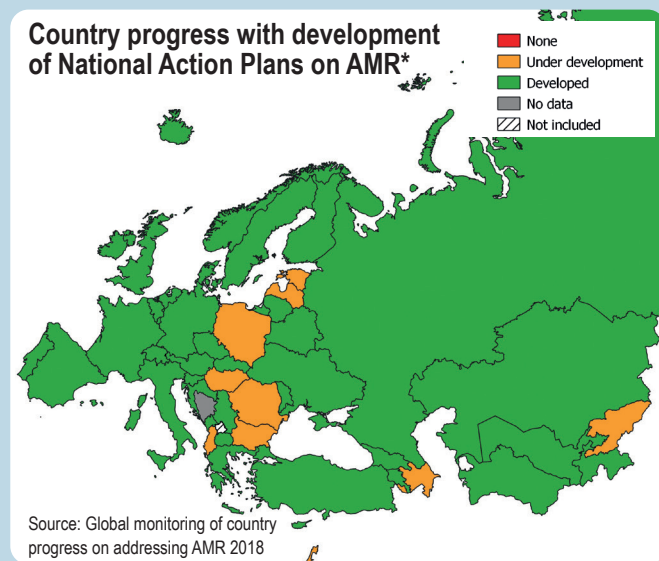 Country progress with development
of National Action Plans on AMR*
None
Under development
Developed
No data
Not included
Source: Global monitoring of country
progress on addressing AMR 2018